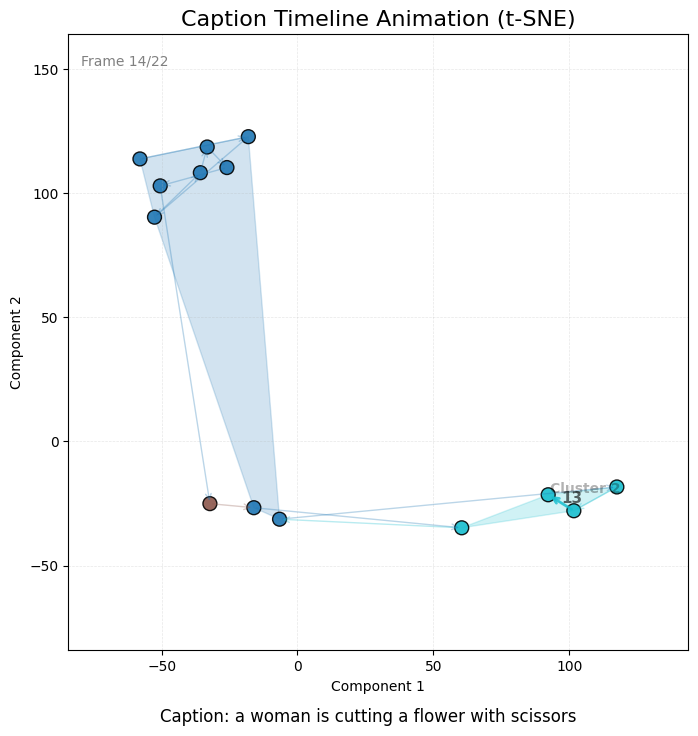 Caption Timeline Animation (t-SNE)
Frame 14/22
150
100
50
0
−50
Component 2
Cluster
13
−50
0
50
100
Component 1
Caption: a woman is cutting a flower with scissors